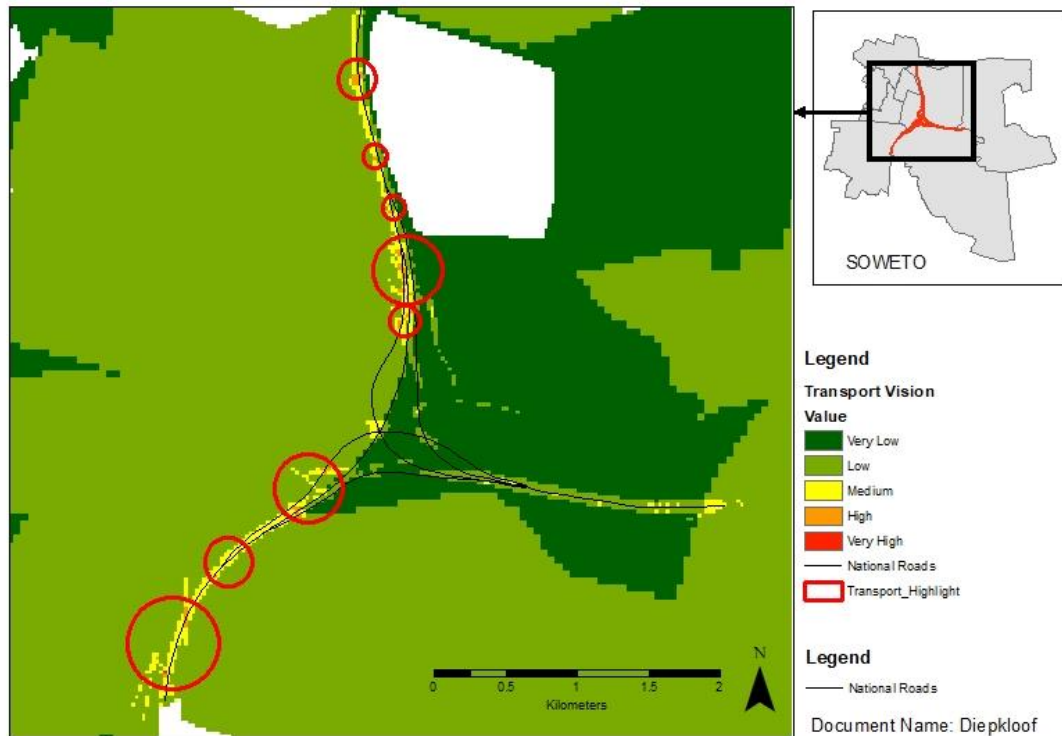 SOWETO
Legend
Transport Vision
Value
Very Low
Low
Medium
High
Very High
National Roads
Transport_Highlight
N
0 0.5 1 1.5 2
Kilometers
Legend
National Roads
Document Name: Diepkloof